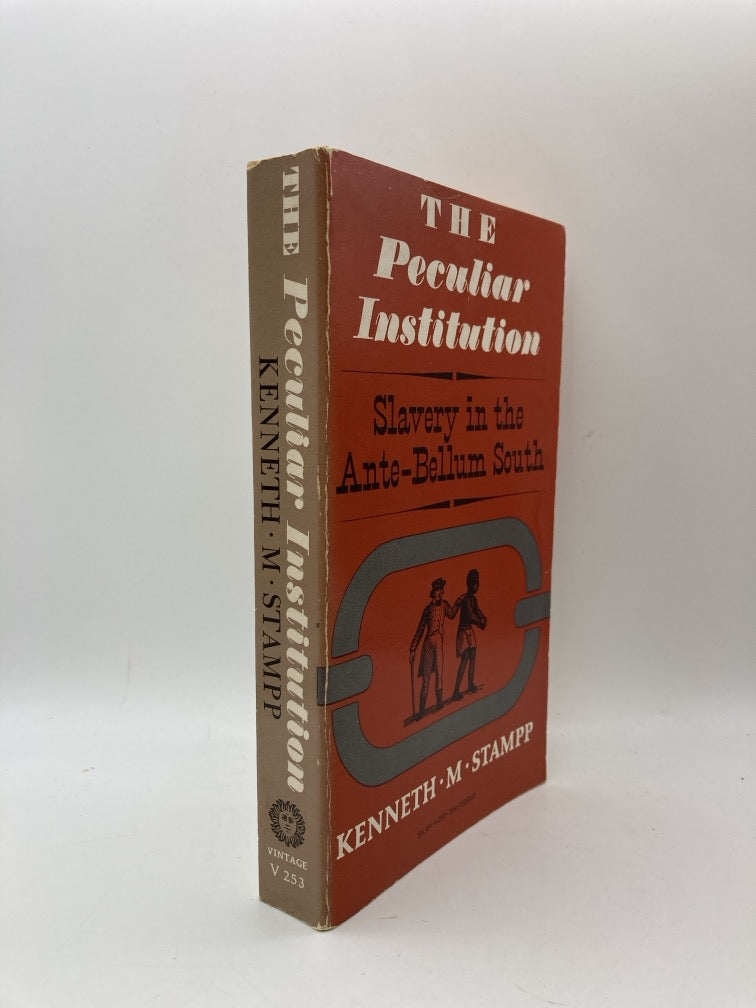 THE Peculiar Institution
KENNETH · M · STAMPP
VINTAGE
V 253
THE
Peculiar
Institution
Slavery in the
Ante-Bellum South
KENNETH · M · STAMPP